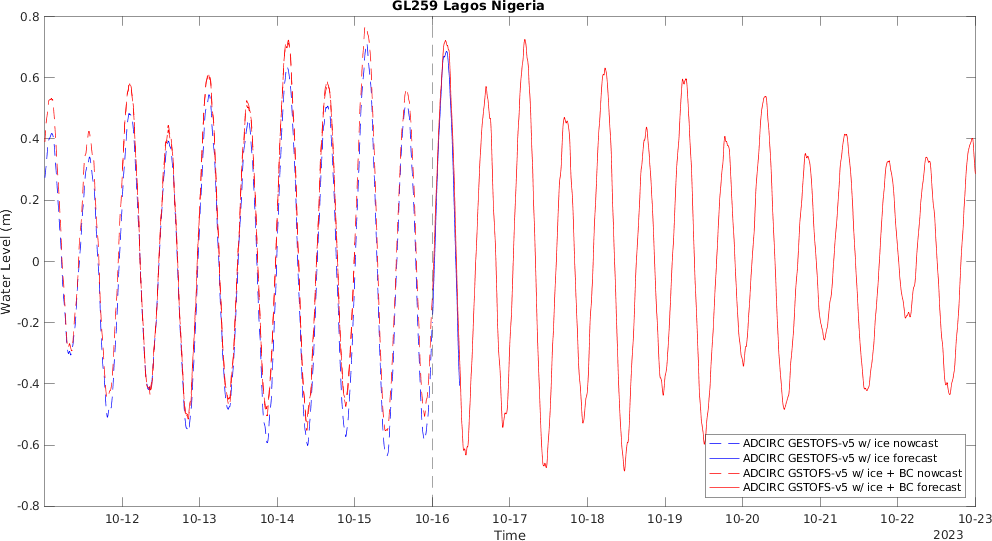 GL259 Lagos Nigeria
0.8
0.6
0.4
0.2
0
-0.2
-0.4
-0.6
-0.8
Water Level (m)
ADCIRC GESTOFS-v5 w/ ice nowcast
ADCIRC GESTOFS-v5 w/ ice forecast
ADCIRC GSTOFS-v5 w/ ice + BC nowcast
ADCIRC GSTOFS-v5 w/ ice + BC forecast
10-12 10-13 10-14 10-15 10-16 10-17 10-18 10-19 10-20 10-21 10-22 10-23
Time
2023